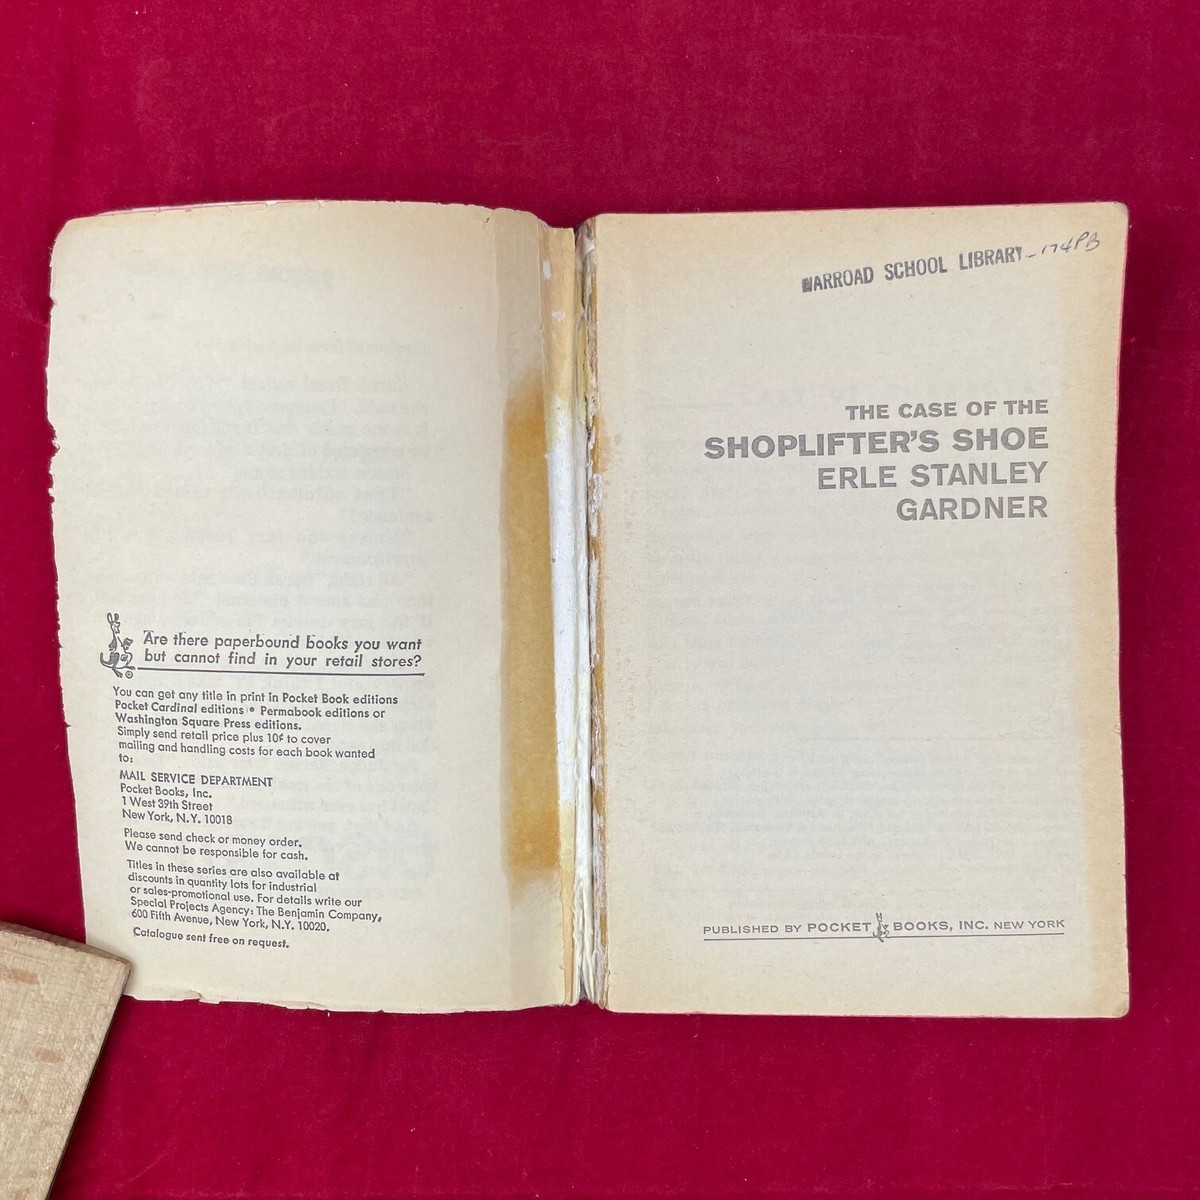 Are there paperbound books you want
but cannot find in your retail stores?
You can get any title in print in Pocket Book editions
Pocket Cardinal editions • Permabook editions or
Washington Square Press editions.
Simply send retail price plus 10¢ to cover
mailing and handling costs for each book wanted
to:
MAIL SERVICE DEPARTMENT
Pocket Books, Inc.
1 West 39th Street
New York, N.Y. 10018
Please send check or money order.
We cannot be responsible for cash.
Titles in these series are also available at
discounts in quantity lots for industrial
or sales-promotional use. For details write our
Special Projects Agency: The Benjamin Company,
600 Fifth Avenue, New York, N.Y. 10020.
Catalogue sent free on request.
WARROAD SCHOOL LIBRARY - 174PB
THE CASE OF THE
SHOPLIFTER'S SHOE
ERLE STANLEY
GARDNER
PUBLISHED BY POCKET BOOKS, INC. NEW YORK